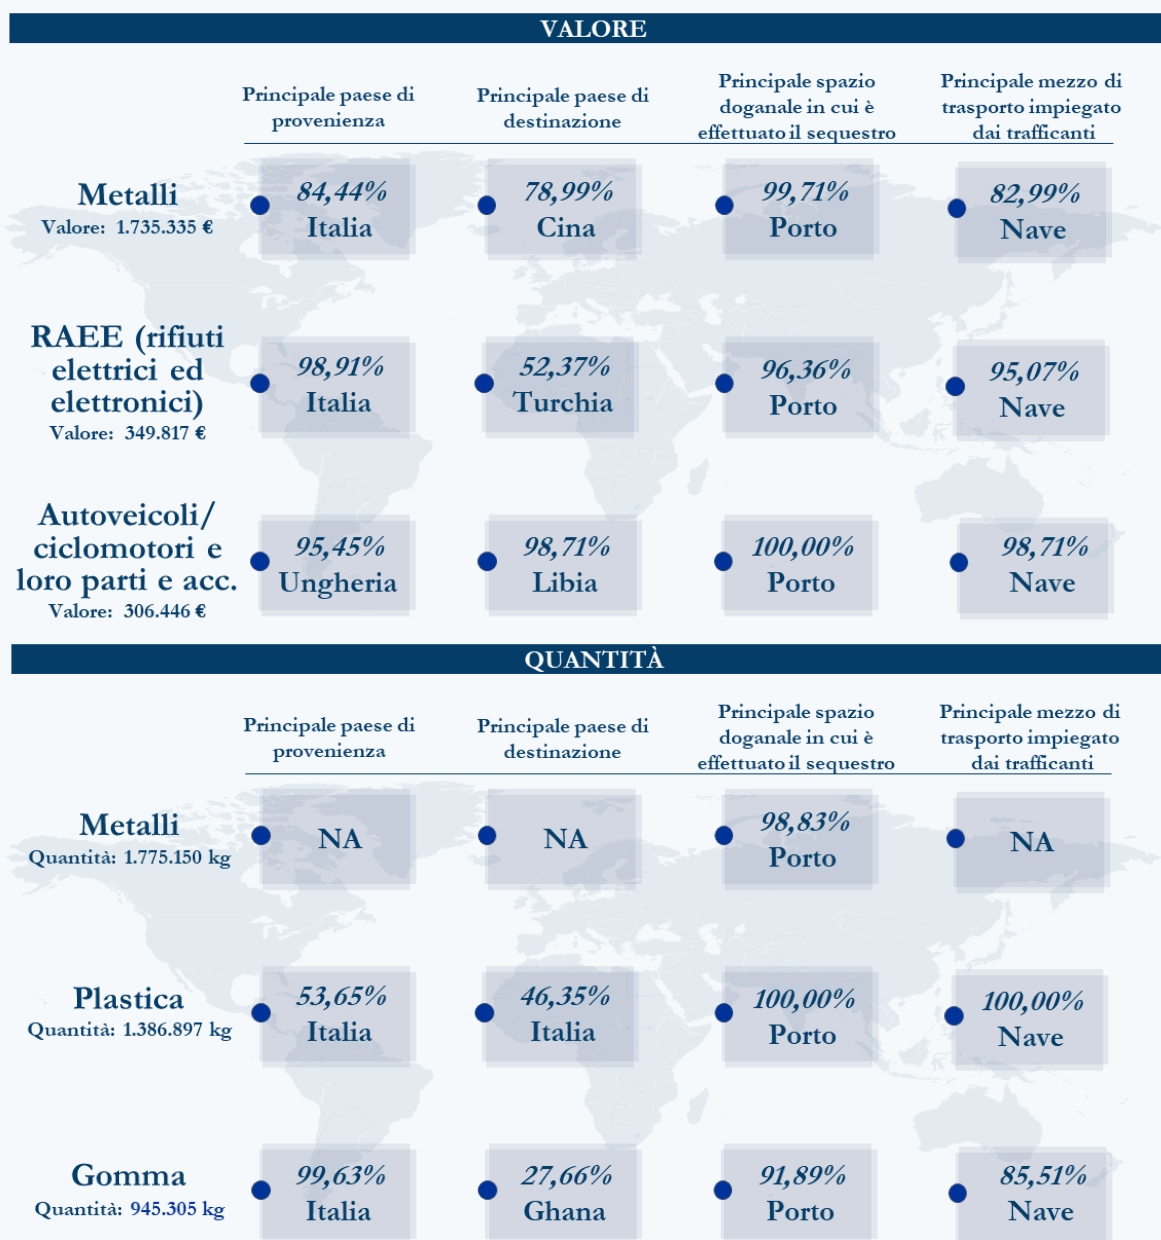 VALORE
Principale paese di
provenienza
Principale paese di
destinazione
Principale spazio
doganale in cui è
effettuato il sequestro
Principale mezzo di
trasporto impiegato
dai trafficanti
Metalli
Valore: 1.735.335 €
84,44%
Italia
78,99%
Cina
99,71%
Porto
82,99%
Nave
RAEE (rifiuti
elettrici ed
elettronici)
Valore: 349.817 €
98,91%
Italia
52,37%
Turchia
96,36%
Porto
95,07%
Nave
Autoveicoli/
ciclomotori e
loro parti e acc.
Valore: 306.446 €
95,45%
Ungheria
98,71%
Libia
100,00%
Porto
98,71%
Nave
QUANTITÀ
Principale paese di
provenienza
Principale paese di
destinazione
Principale spazio
doganale in cui è
effettuato il sequestro
Principale mezzo di
trasporto impiegato
dai trafficanti
Metalli
Quantità: 1.775.150 kg
NA
NA
98,83%
Porto
NA
Plastica
Quantità: 1.386.897 kg
53,65%
Italia
46,35%
Italia
100,00%
Porto
100,00%
Nave
Gomma
Quantità: 945.305 kg
99,63%
Italia
27,66%
Ghana
91,89%
Porto
85,51%
Nave